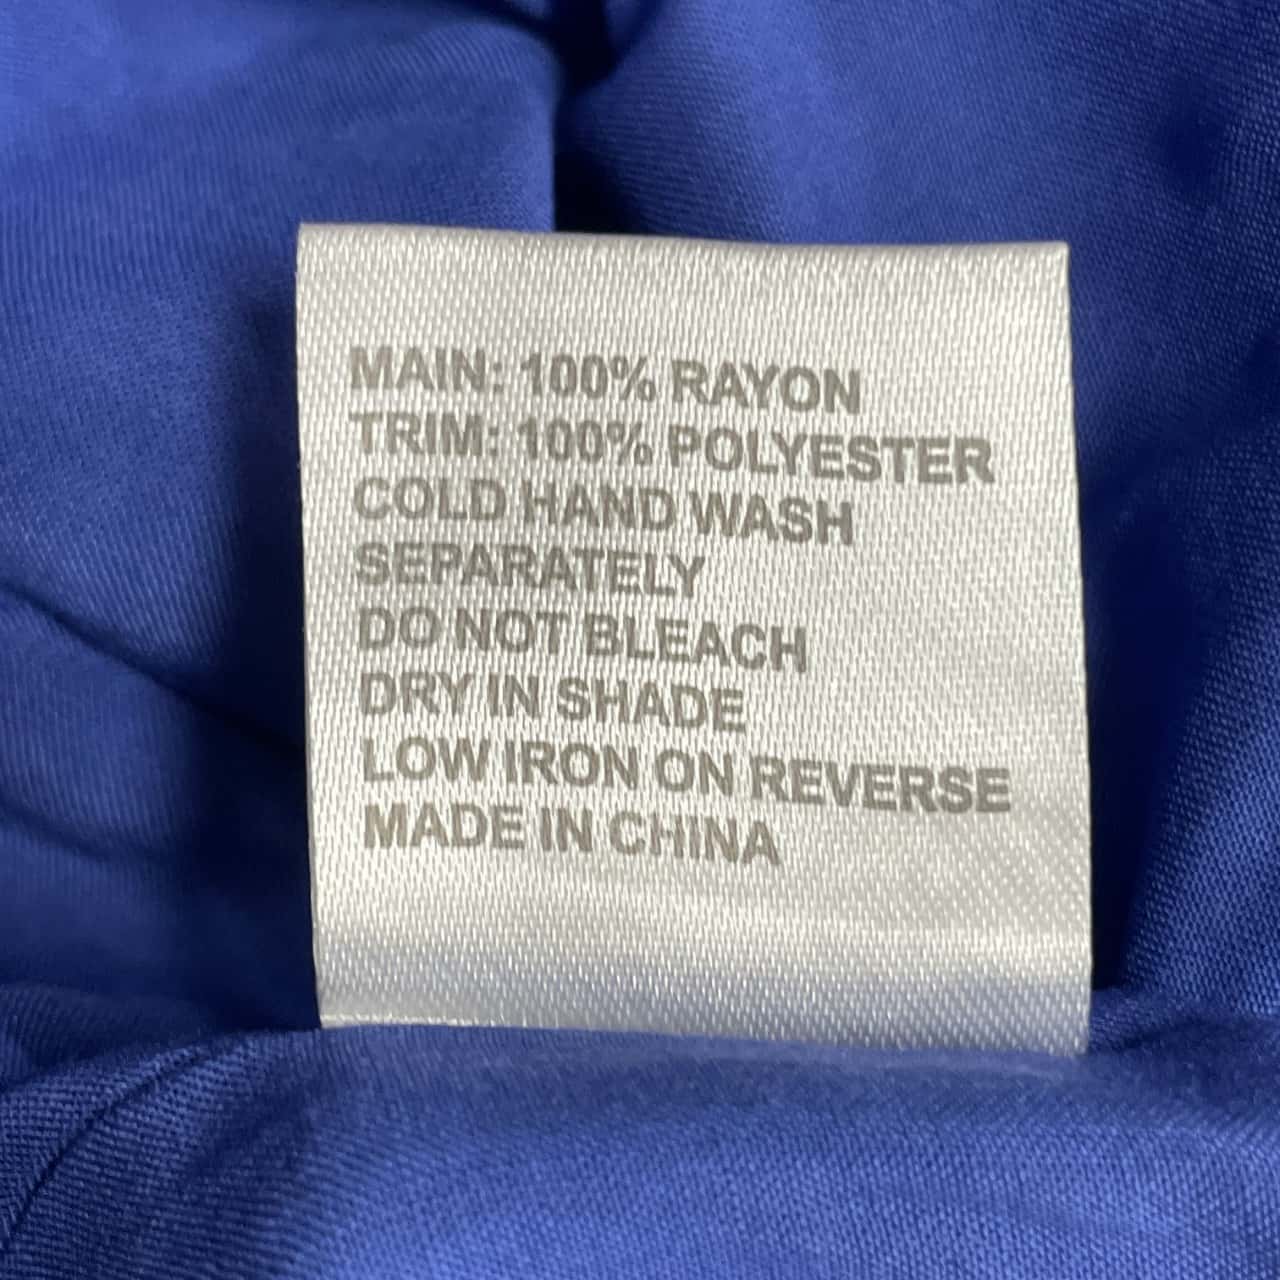 MAIN: 100% RAYON
TRIM: 100% POLYESTER
COLD HAND WASH
SEPARATELY
DO NOT BLEACH
DRY IN SHADE
LOW IRON ON REVERSE
MADE IN CHINA